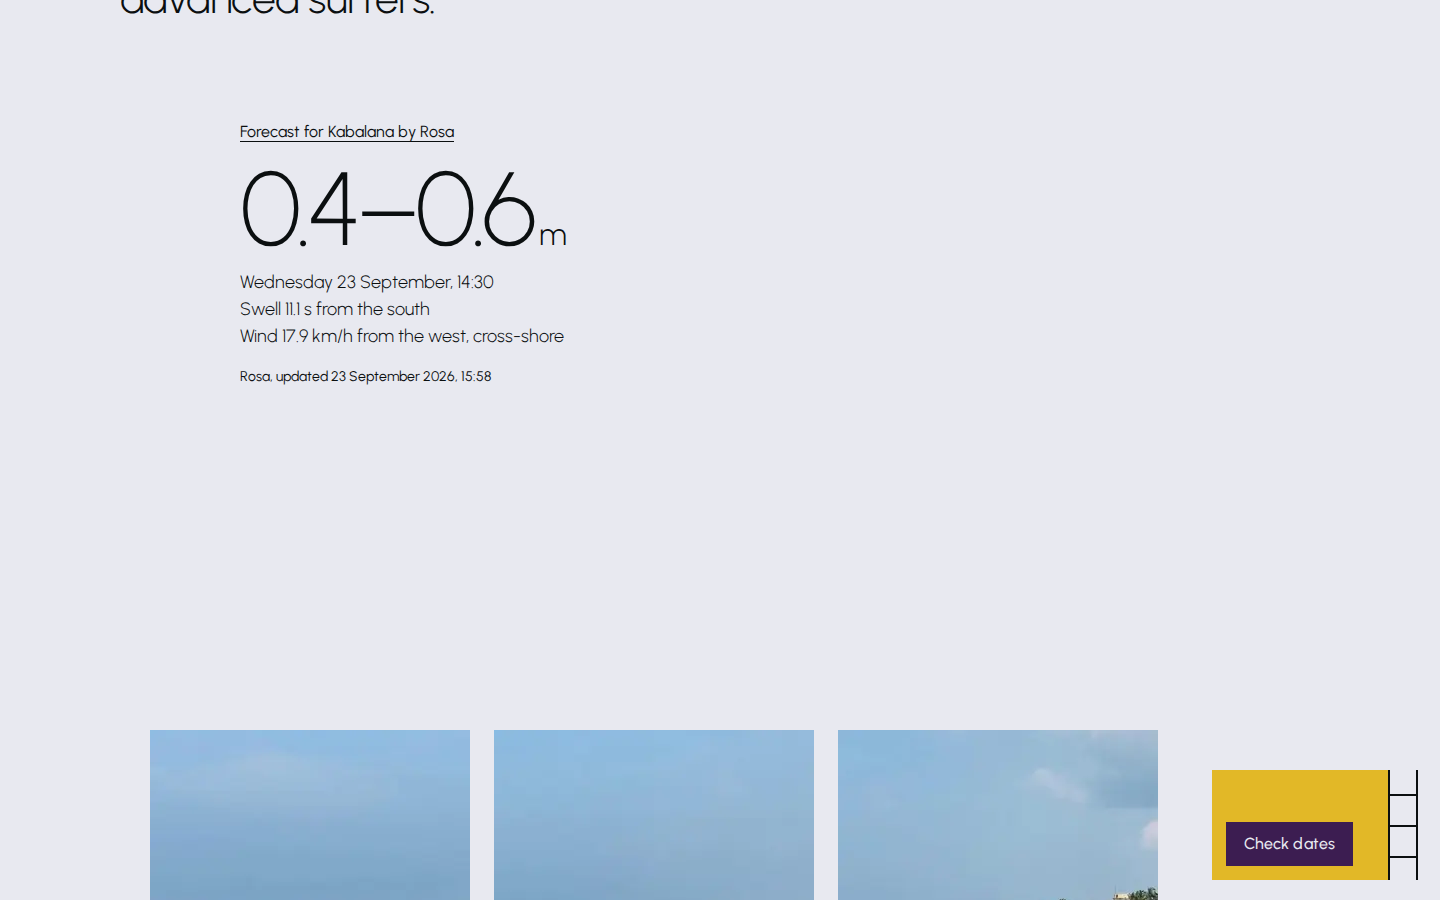 advanced surfers.
Forecast for Kabalana by Rosa
0.4–0.6 m
Wednesday 23 September, 14:30
Swell 11.1 s from the south
Wind 17.9 km/h from the west, cross-shore
Rosa, updated 23 September 2026, 15:58
Check dates